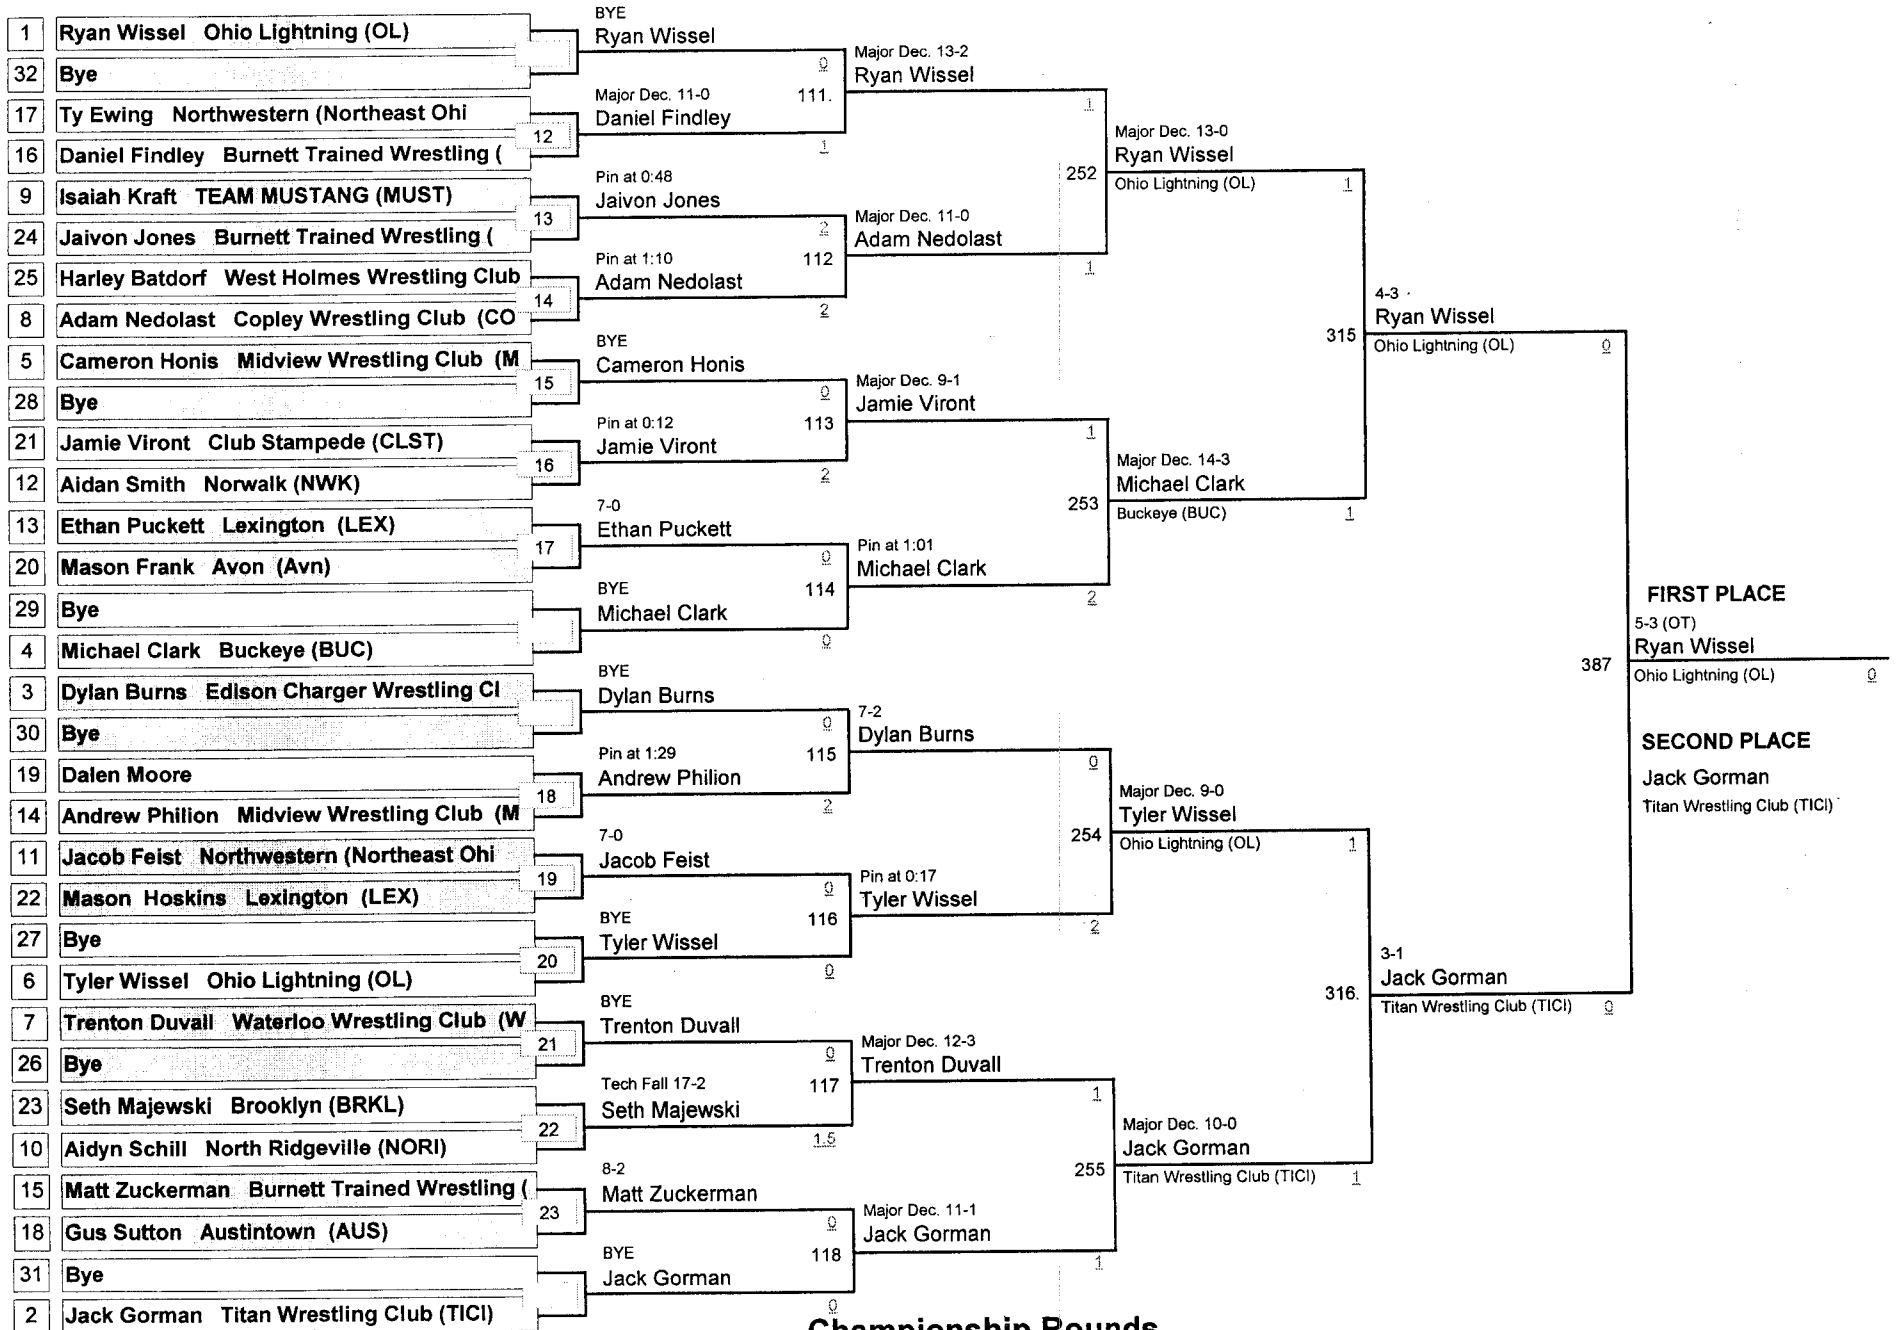 1 Ryan Wissel Ohio Lightning (OL)
32 Bye
17 Ty Ewing Northwestern (Northeast Ohi
16 Daniel Findley Burnett Trained Wrestling (
12
9 Isaiah Kraft TEAM MUSTANG (MUST)
24 Jaivon Jones Burnett Trained Wrestling (
13
25 Harley Batdorf West Holmes Wrestling Club
8 Adam Nedolast Copley Wrestling Club (CO
14
5 Cameron Honis Midview Wrestling Club (M
28 Bye
15
21 Jamie Viront Club Stampede (CLST)
12 Aidan Smith Norwalk (NWK)
16
13 Ethan Puckett Lexington (LEX)
20 Mason Frank Avon (Avn)
17
29 Bye
4 Michael Clark Buckeye (BUC)
3 Dylan Burns Edison Charger Wrestling Cl
30 Bye
19 Dalen Moore
14 Andrew Philion Midview Wrestling Club (M
18
11 Jacob Feist Northwestern (Northeast Ohi
22 Mason Hoskins Lexington (LEX)
19
27 Bye
6 Tyler Wissel Ohio Lightning (OL)
20
7 Trenton Duvall Waterloo Wrestling Club (W
26 Bye
21
23 Seth Majewski Brooklyn (BRKL)
10 Aidyn Schill North Ridgeville (NORI)
22
15 Matt Zuckerman Burnett Trained Wrestling (
18 Gus Sutton Austintown (AUS)
23
31 Bye
2 Jack Gorman Titan Wrestling Club (TICI)
BYE
Ryan Wissel
0
111.
Major Dec. 11-0
Daniel Findley
1
Pin at 0:48
Jaivon Jones
2
112
Pin at 1:10
Adam Nedolast
2
BYE
Cameron Honis
0
113
Pin at 0:12
Jamie Viront
2
7-0
Ethan Puckett
0
114
BYE
Michael Clark
0
BYE
Dylan Burns
0
115
Pin at 1:29
Andrew Philion
2
7-0
Jacob Feist
0
116
BYE
Tyler Wissel
0
BYE
Trenton Duvall
0
117
Tech Fall 17-2
Seth Majewski
1.5
8-2
Matt Zuckerman
0
118
BYE
Jack Gorman
0
Major Dec. 13-2
Ryan Wissel
1
252
Major Dec. 11-0
Adam Nedolast
1
Major Dec. 9-1
Jamie Viront
1
253
Pin at 1:01
Michael Clark
2
7-2
Dylan Burns
0
254
Pin at 0:17
Tyler Wissel
2
Major Dec. 12-3
Trenton Duvall
1
255
Major Dec. 11-1
Jack Gorman
1
Major Dec. 13-0
Ryan Wissel
Ohio Lightning (OL) 1
315
Major Dec. 14-3
Michael Clark
Buckeye (BUC) 1
Major Dec. 9-0
Tyler Wissel
Ohio Lightning (OL) 1
316.
Major Dec. 10-0
Jack Gorman
Titan Wrestling Club (TICI) 1
4-3
Ryan Wissel
Ohio Lightning (OL) 0
387
3-1
Jack Gorman
Titan Wrestling Club (TICI) 0
FIRST PLACE
5-3 (OT)
Ryan Wissel
Ohio Lightning (OL) 0
SECOND PLACE
Jack Gorman
Titan Wrestling Club (TICI)
Championship Rounds